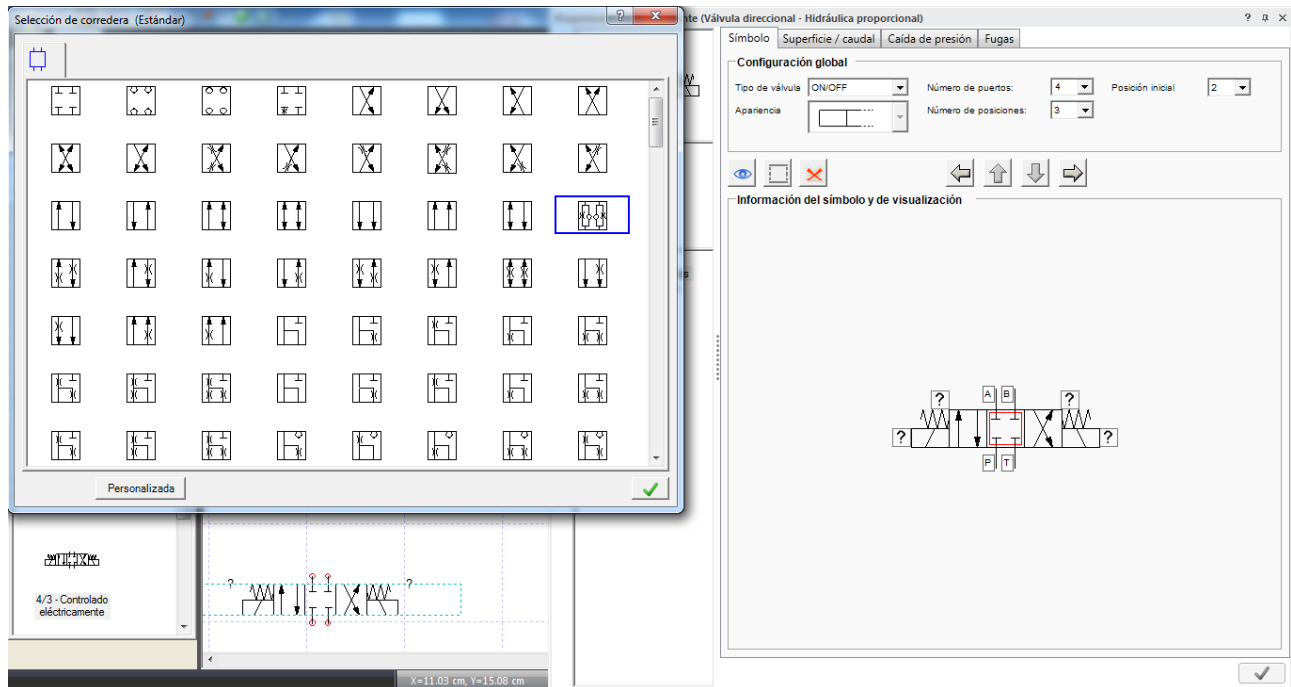 Selección de corredera (Estándar)
?
Personalizada
4/3 - Controlado
eléctricamente
?
?
X=11.03 cm, Y=15.08 cm
nte (Válvula direccional - Hidráulica proporcional)
?
Símbolo
Superficie / caudal
Caída de presión
Fugas
Configuración global
Tipo de válvula
ON/OFF
Número de puertos:
4
Posición inicial
2
Apariencia
Número de posiciones:
3
Información del símbolo y de visualización
?
A
B
?
?
?
P
T